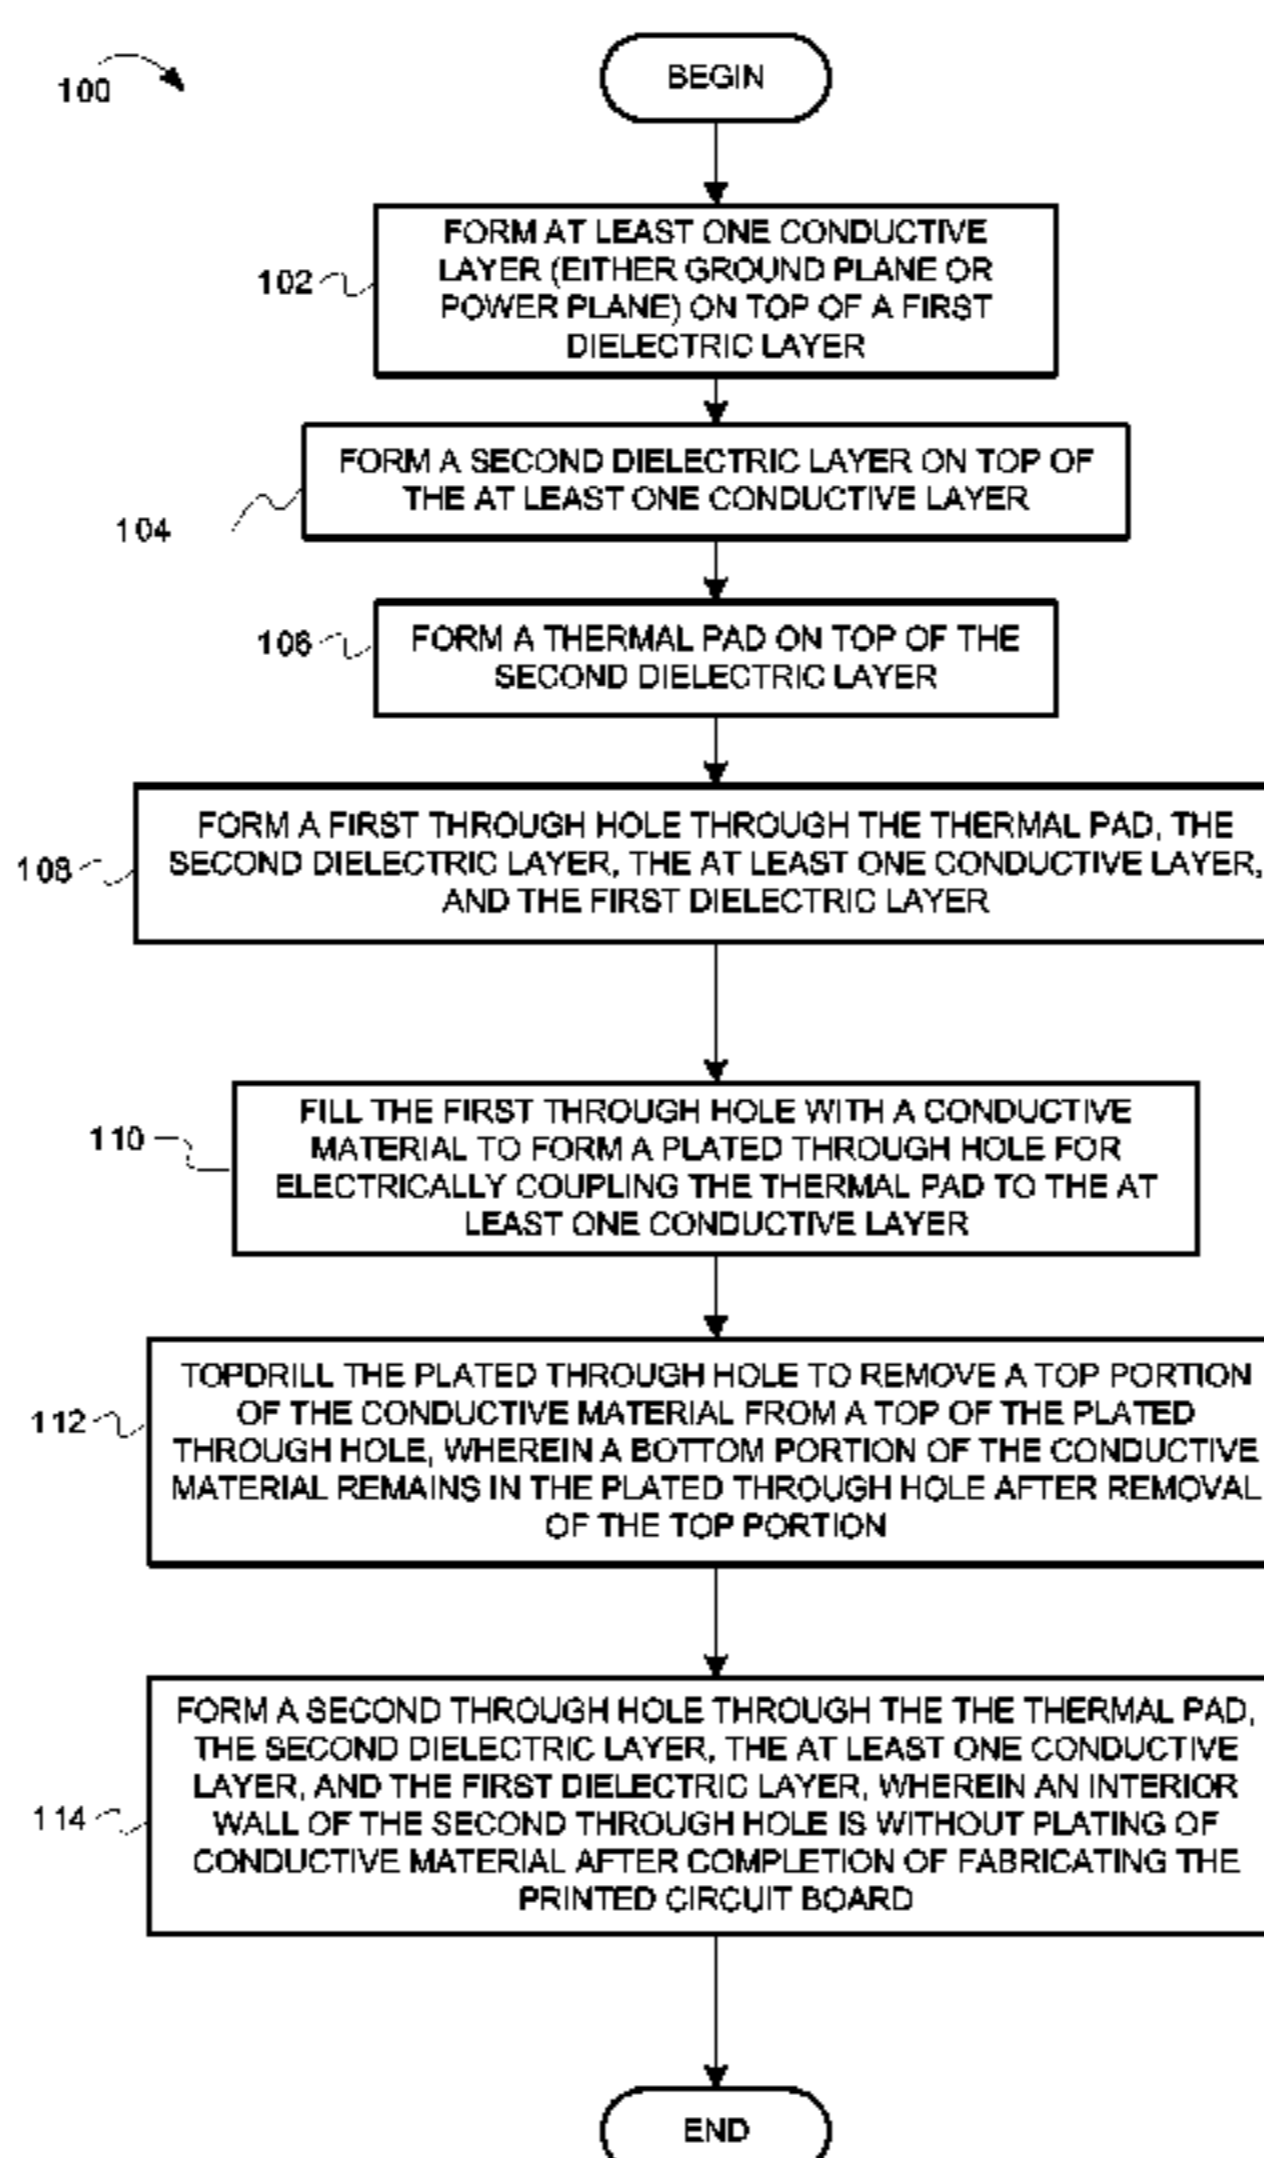 100
BEGIN
102
FORM AT LEAST ONE CONDUCTIVE
LAYER (EITHER GROUND PLANE OR
POWER PLANE) ON TOP OF A FIRST
DIELECTRIC LAYER
104
FORM A SECOND DIELECTRIC LAYER ON TOP OF
THE AT LEAST ONE CONDUCTIVE LAYER
106
FORM A THERMAL PAD ON TOP OF THE
SECOND DIELECTRIC LAYER
108
FORM A FIRST THROUGH HOLE THROUGH THE THERMAL PAD, THE
SECOND DIELECTRIC LAYER, THE AT LEAST ONE CONDUCTIVE LAYER,
AND THE FIRST DIELECTRIC LAYER
110
FILL THE FIRST THROUGH HOLE WITH A CONDUCTIVE
MATERIAL TO FORM A PLATED THROUGH HOLE FOR
ELECTRICALLY COUPLING THE THERMAL PAD TO THE AT
LEAST ONE CONDUCTIVE LAYER
112
TOPDRILL THE PLATED THROUGH HOLE TO REMOVE A TOP PORTION
OF THE CONDUCTIVE MATERIAL FROM A TOP OF THE PLATED
THROUGH HOLE, WHEREIN A BOTTOM PORTION OF THE CONDUCTIVE
MATERIAL REMAINS IN THE PLATED THROUGH HOLE AFTER REMOVAL
OF THE TOP PORTION
114
FORM A SECOND THROUGH HOLE THROUGH THE THE THERMAL PAD,
THE SECOND DIELECTRIC LAYER, THE AT LEAST ONE CONDUCTIVE
LAYER, AND THE FIRST DIELECTRIC LAYER, WHEREIN AN INTERIOR
WALL OF THE SECOND THROUGH HOLE IS WITHOUT PLATING OF
CONDUCTIVE MATERIAL AFTER COMPLETION OF FABRICATING THE
PRINTED CIRCUIT BOARD
END